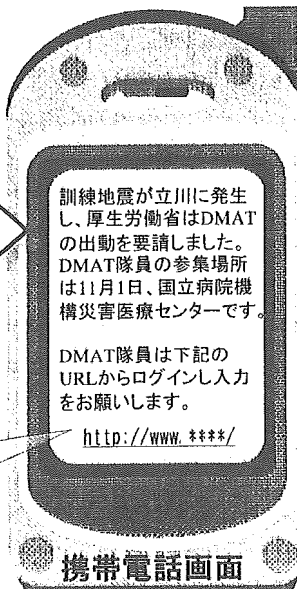 訓練地震が立川に発生
し、厚生労働省はDMAT
の出動を要請しました。
DMAT隊員の参集場所
は11月1日、国立病院機
構災害医療センターです。
DMAT隊員は下記の
URLからログインし入力
をお願いします。
http://www.****/
携帯電話画面